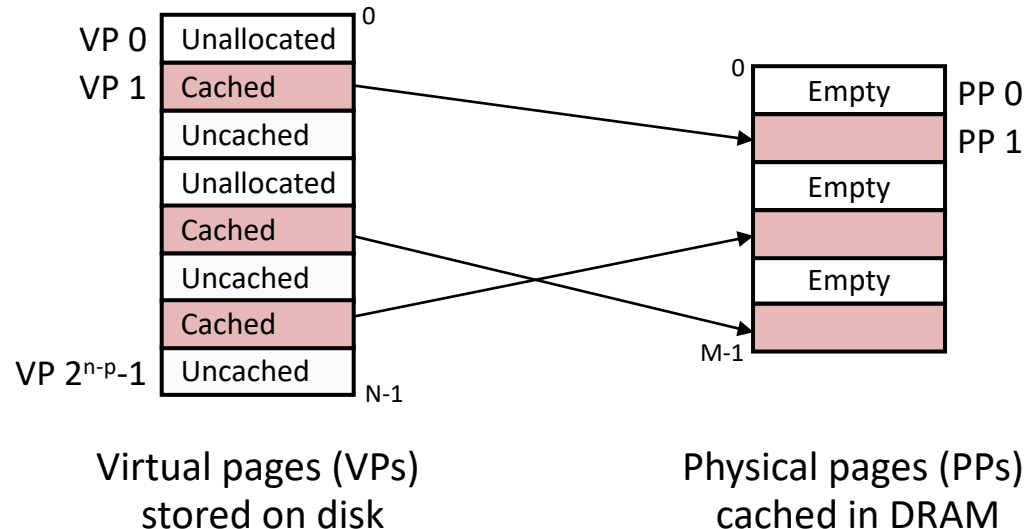 0
VP 0 Unallocated
VP 1 Cached
Uncached
Unallocated
Cached
Uncached
Cached
VP 2ⁿ⁻ᵖ-1 Uncached
N-1
0
Empty PP 0
PP 1
Empty
Empty
M-1
Virtual pages (VPs)
stored on disk
Physical pages (PPs)
cached in DRAM